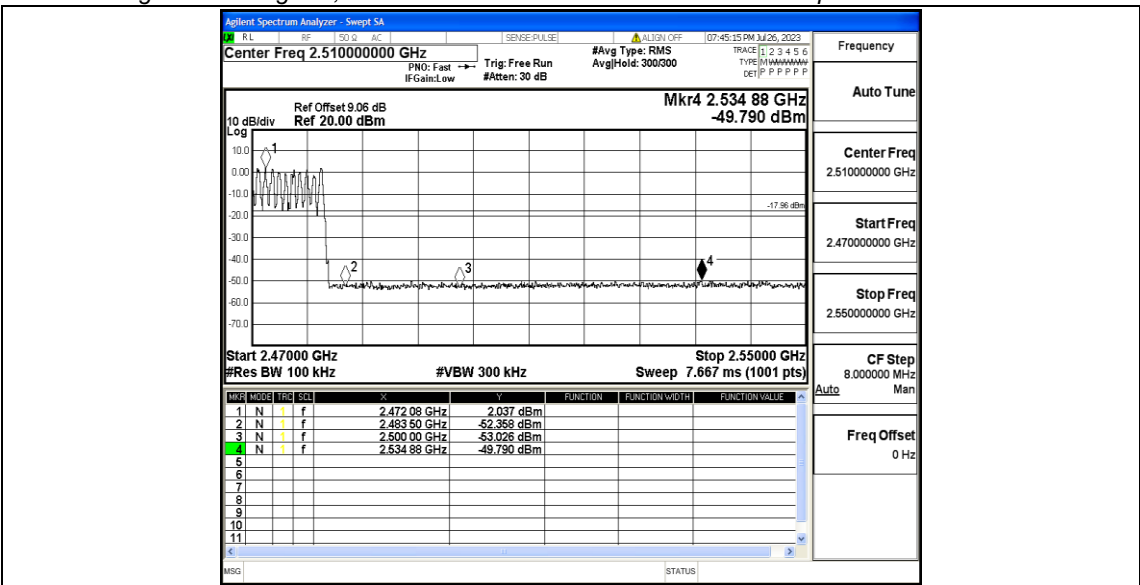 Agilent Spectrum Analyzer - Swept SA
RL RF 50 Ω AC SENSE:PULSE ALIGN OFF 07:45:15 PM Jul 26, 2023
Center Freq 2.510000000 GHz
PNO: Fast
IFGain:Low
Trig: Free Run
#Atten: 30 dB
#Avg Type: RMS
Avg|Hold: 300/300
TRACE 1 2 3 4 5 6
TYPE M W W W W W
DET P P P P P P
Ref Offset 9.06 dB
10 dB/div Ref 20.00 dBm
Log
Mkr4 2.534 88 GHz
-49.790 dBm
10.0
0.00
-10.0
-20.0
-30.0
-40.0
-50.0
-60.0
-70.0
1
2
3
4
-17.96 dBm
Start 2.47000 GHz Stop 2.55000 GHz
#Res BW 100 kHz #VBW 300 kHz Sweep 7.667 ms (1001 pts)
MKR MODE TRC SCL X Y FUNCTION FUNCTION WIDTH FUNCTION VALUE
1 N 1 f 2.472 08 GHz 2.037 dBm
2 N 1 f 2.483 50 GHz -52.358 dBm
3 N 1 f 2.500 00 GHz -53.026 dBm
4 N 1 f 2.534 88 GHz -49.790 dBm
5
6
7
8
9
10
11
MSG STATUS
Frequency
Auto Tune
Center Freq
2.510000000 GHz
Start Freq
2.470000000 GHz
Stop Freq
2.550000000 GHz
CF Step
8.000000 MHz
Auto Man
Freq Offset
0 Hz